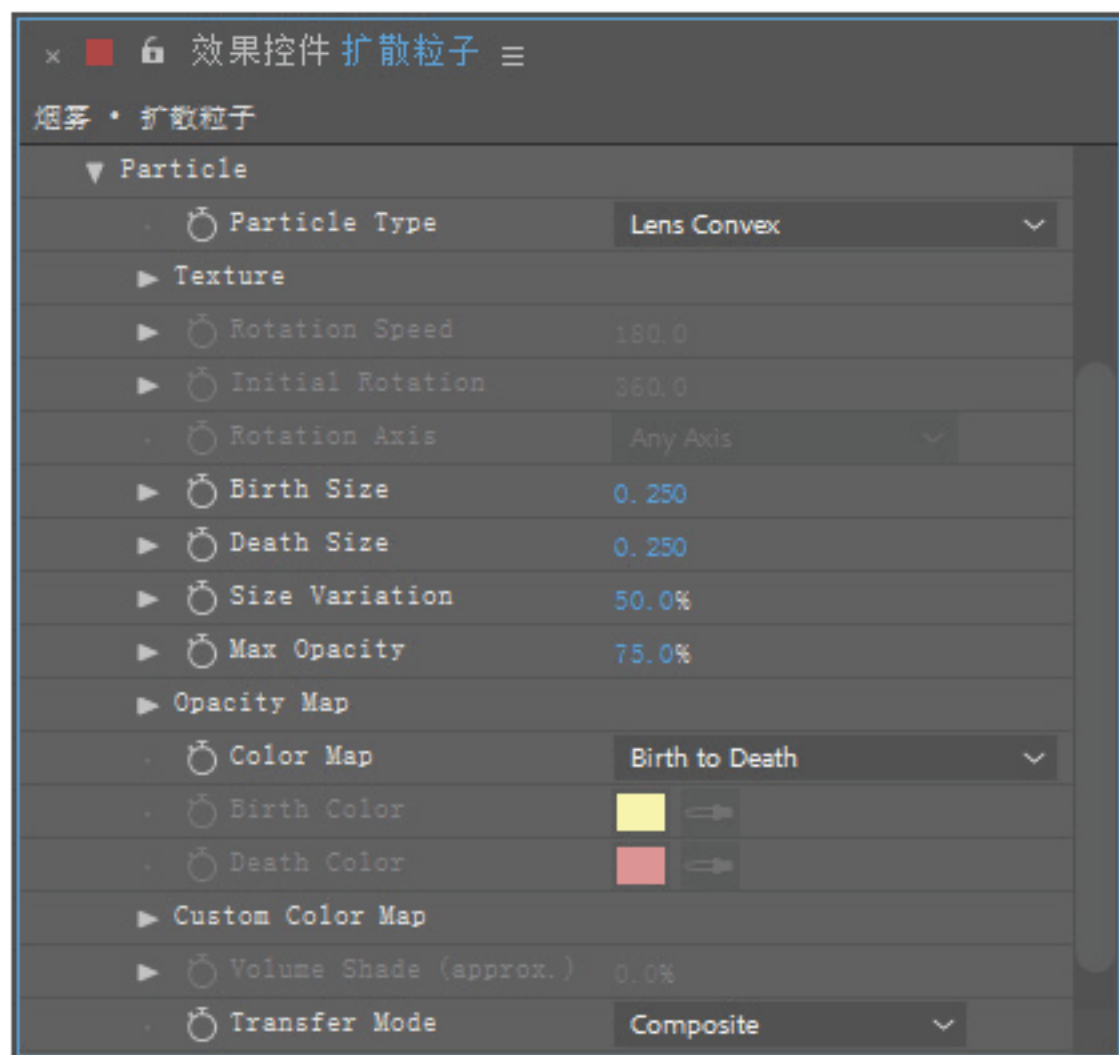 × 效果控件 扩散粒子 ≡
烟雾 • 扩散粒子
Particle
Particle Type Lens Convex
Texture
Rotation Speed 180.0
Initial Rotation 360.0
Rotation Axis Any Axis
Birth Size 0.250
Death Size 0.250
Size Variation 50.0%
Max Opacity 75.0%
Opacity Map
Color Map Birth to Death
Birth Color
Death Color
Custom Color Map
Volume Shade (approx.) 0.0%
Transfer Mode Composite